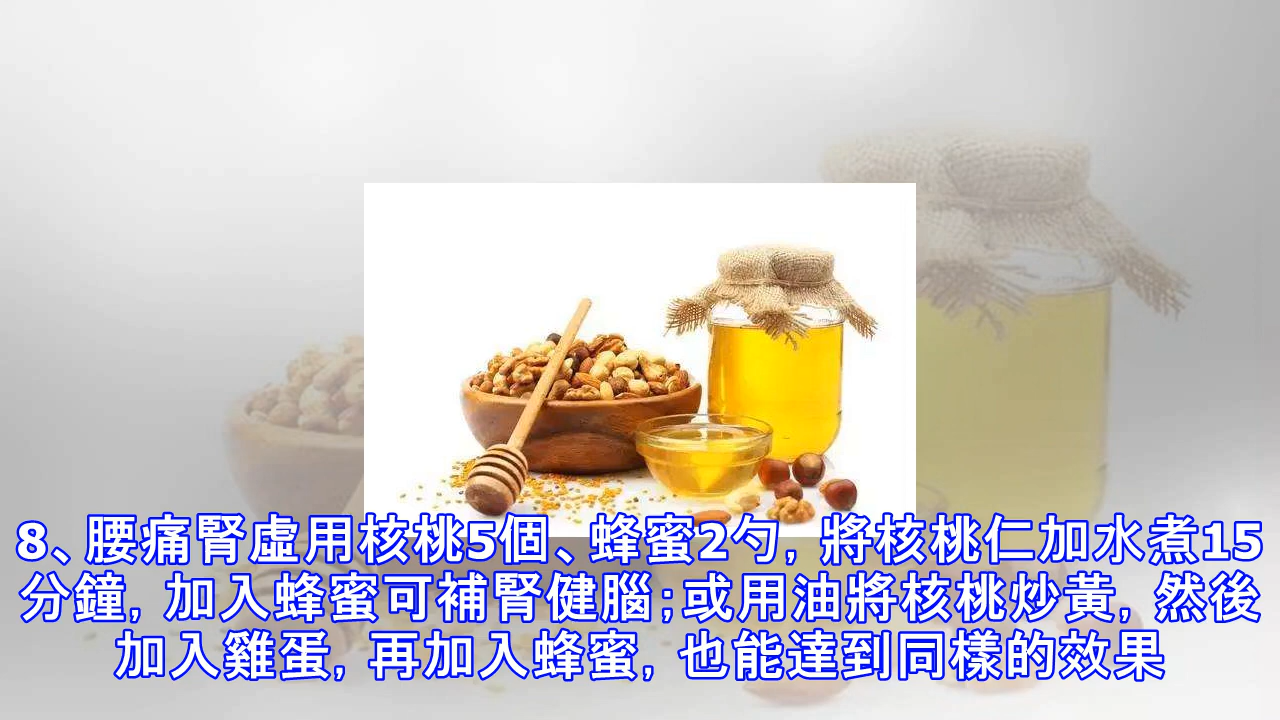 8、腰痛腎虛用核桃5個、蜂蜜2勺, 將核桃仁加水煮15
分鐘, 加入蜂蜜可補腎健腦;或用油將核桃炒黃, 然後
加入雞蛋, 再加入蜂蜜, 也能達到同樣的效果